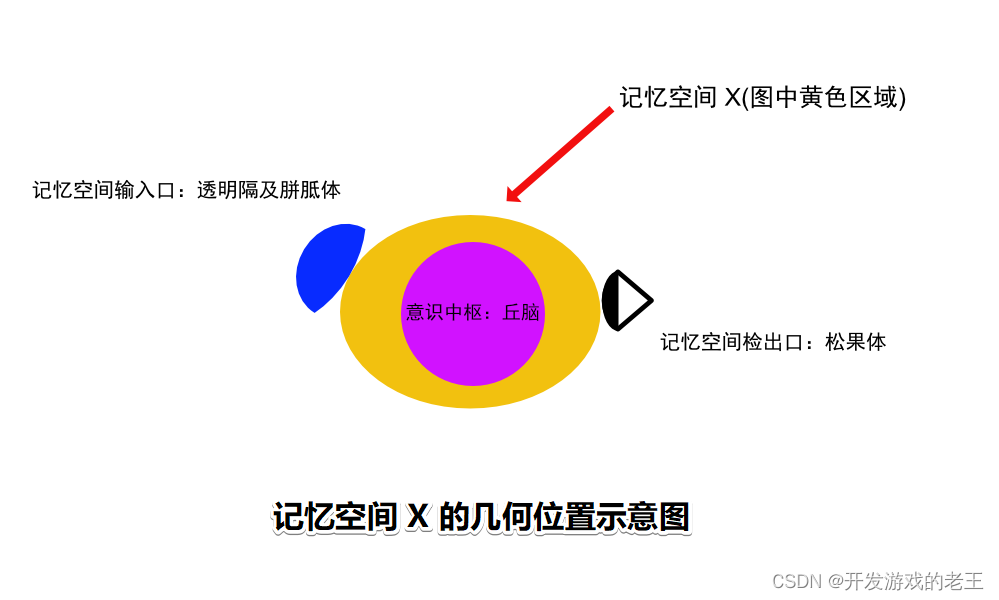 记忆空间 X(图中黄色区域)
记忆空间输入口：透明隔及胼胝体
意识中枢：丘脑
记忆空间检出口：松果体
记忆空间 X 的几何位置示意图
CSDN @开发游戏的老王